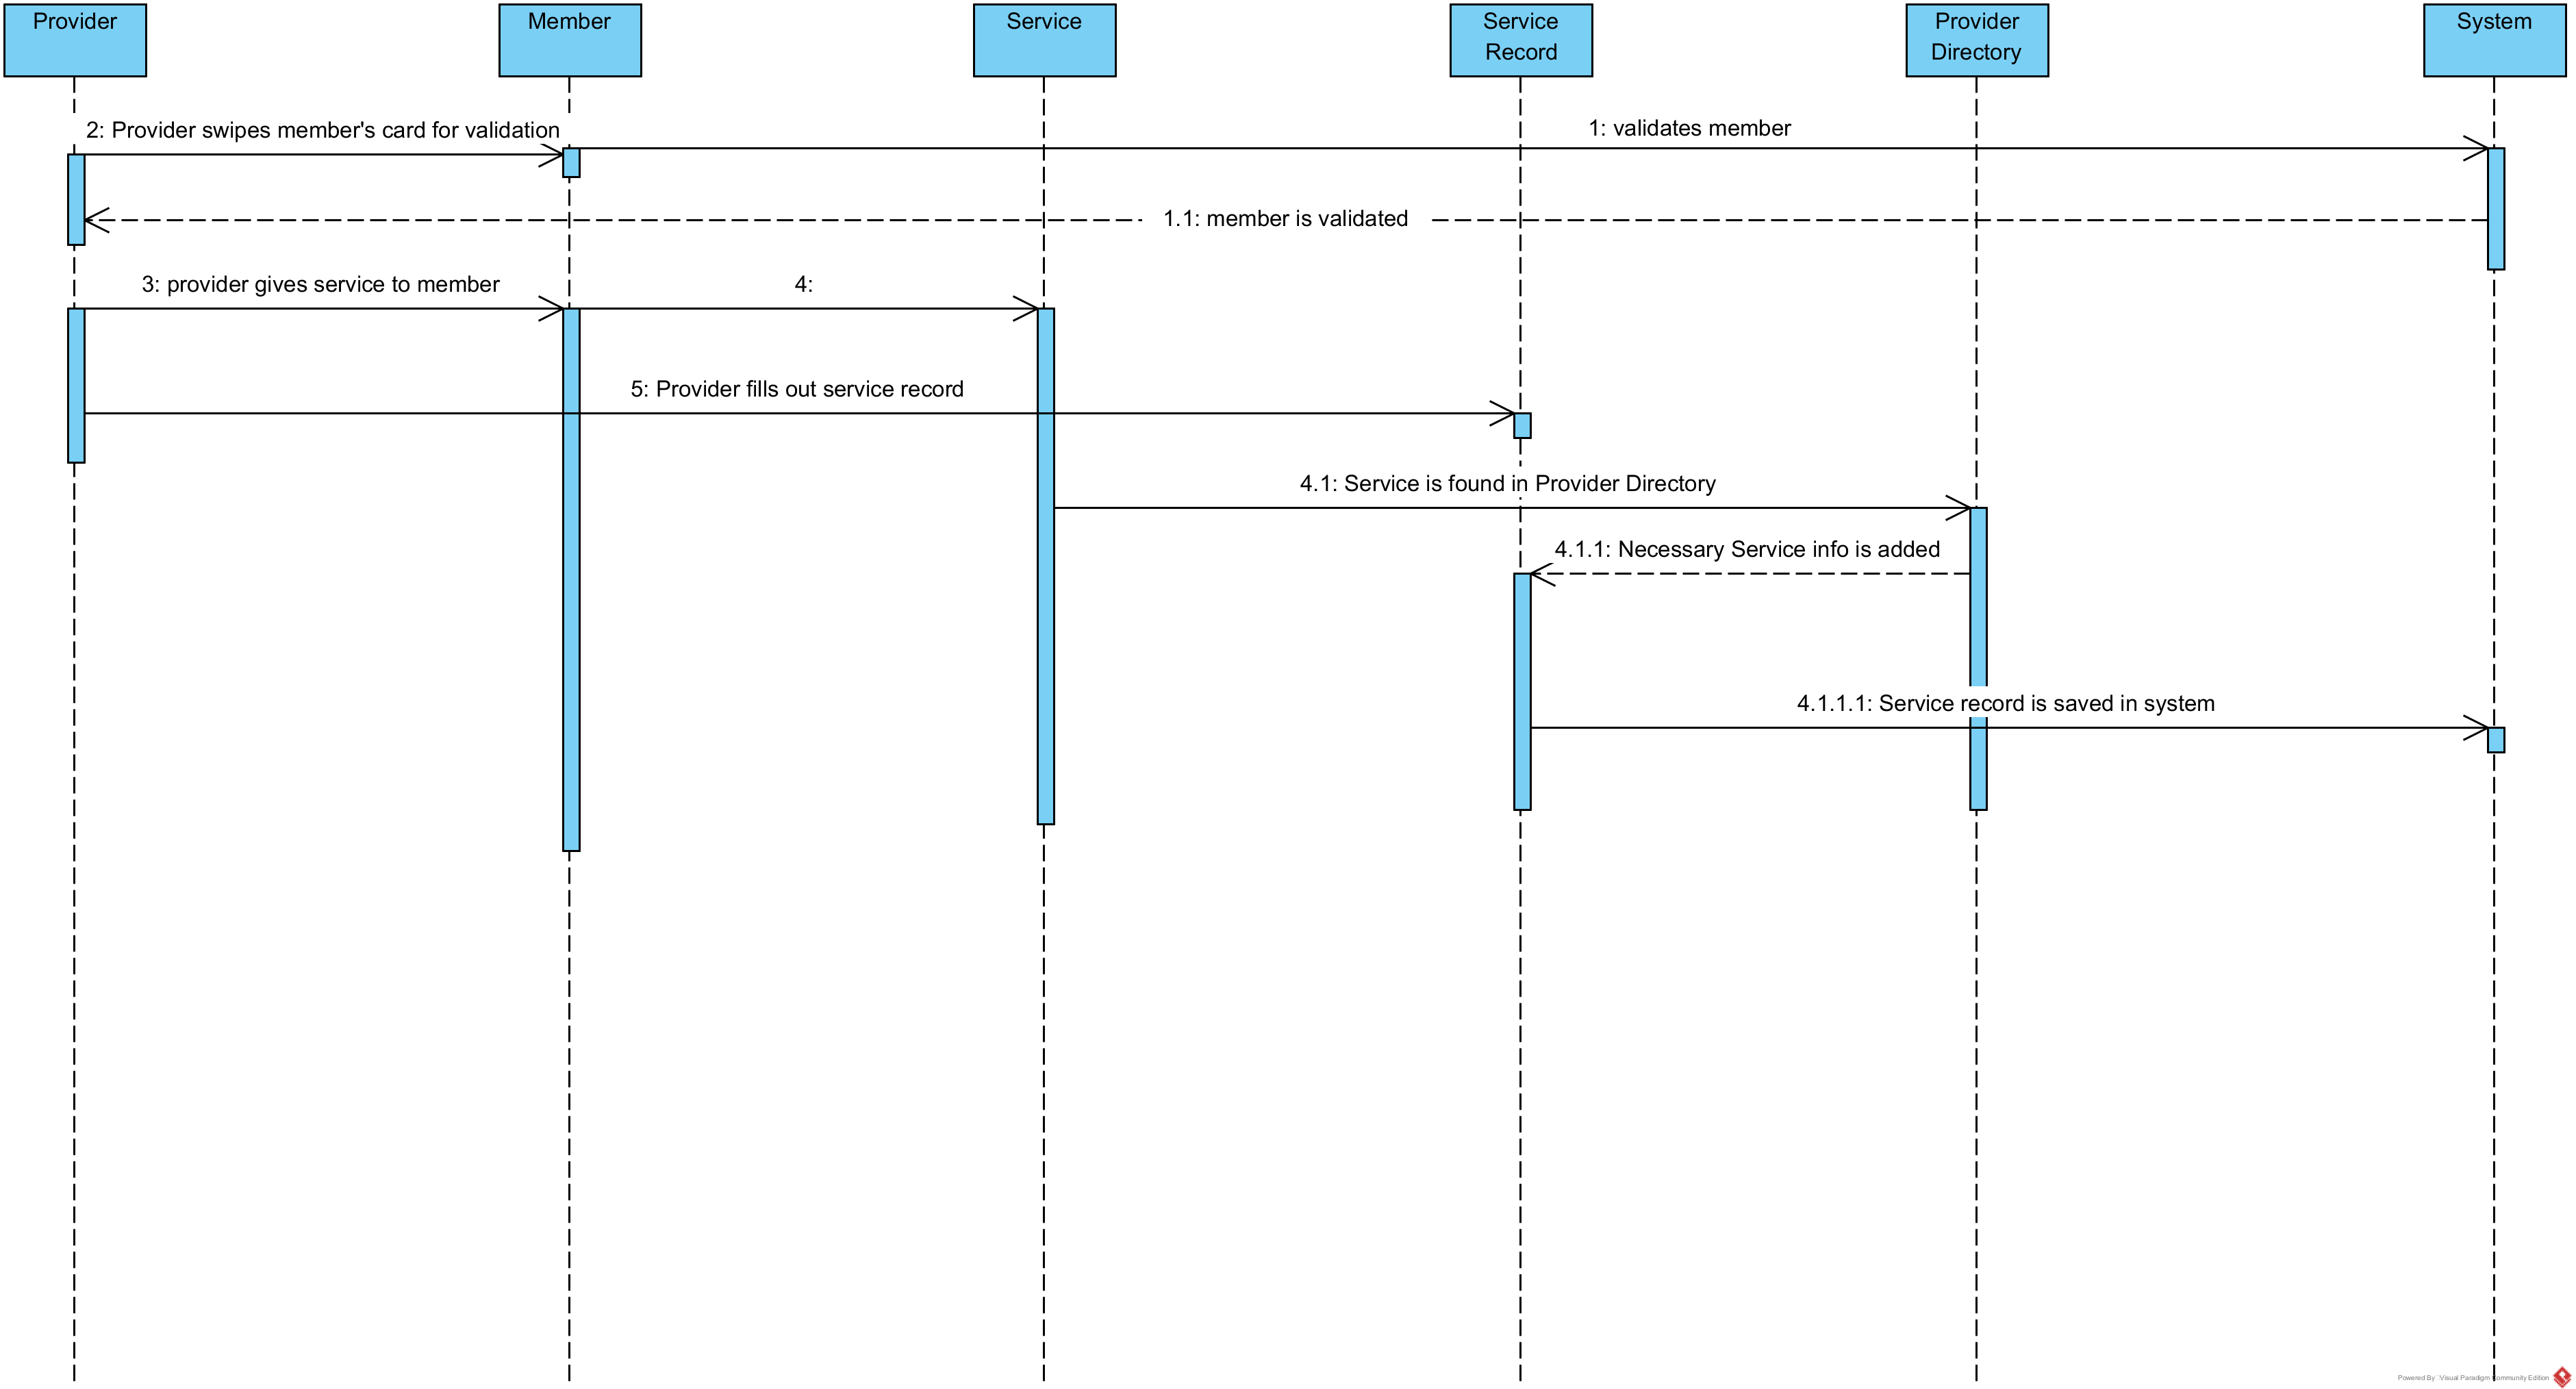 Provider
Member
Service
Service
Record
Provider
Directory
System
2: Provider swipes member's card for validation
1: validates member
1.1: member is validated
3: provider gives service to member
4:
5: Provider fills out service record
4.1: Service is found in Provider Directory
4.1.1: Necessary Service info is added
4.1.1.1: Service record is saved in system
Powered By Visual Paradigm Community Edition